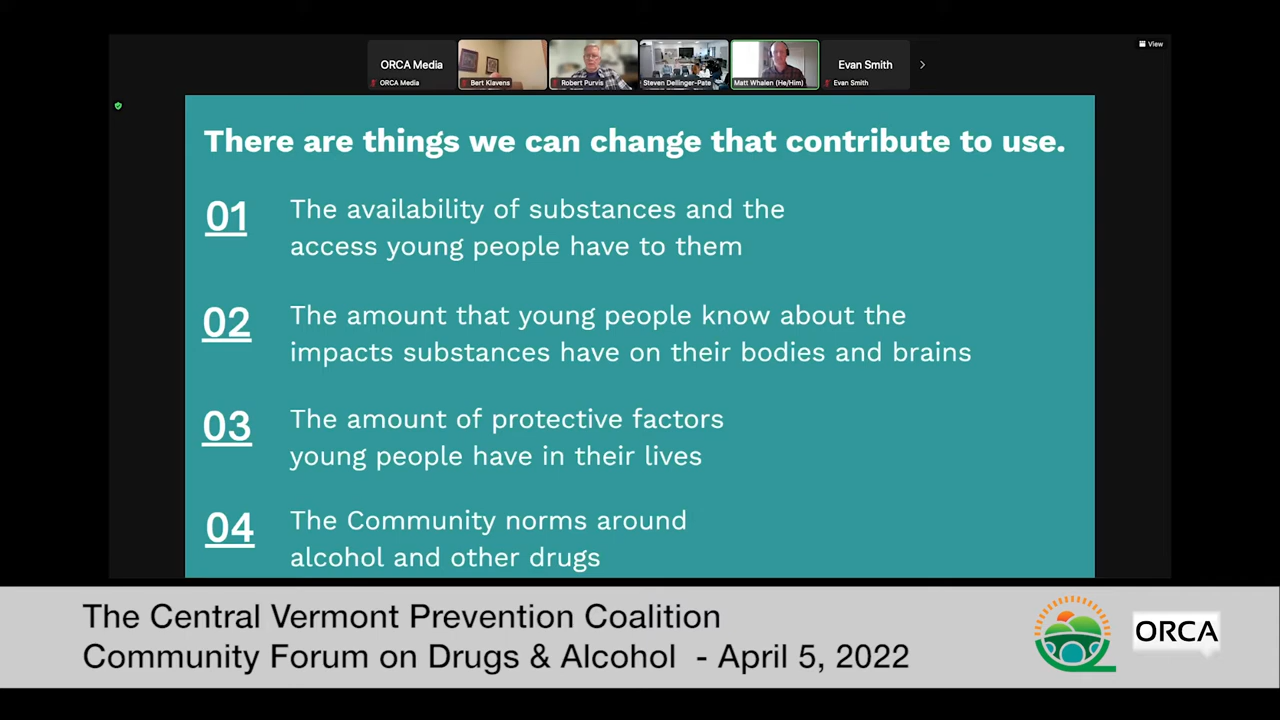 View
ORCA Media
Evan Smith
ORCA Media
Bert Klavens
Robert Purvis
Steven Dellinger-Pate
Matt Whalen (He/Him)
Evan Smith
There are things we can change that contribute to use.
01
The availability of substances and the
access young people have to them
02
The amount that young people know about the
impacts substances have on their bodies and brains
03
The amount of protective factors
young people have in their lives
04
The Community norms around
alcohol and other drugs
The Central Vermont Prevention Coalition
Community Forum on Drugs & Alcohol - April 5, 2022
ORCA